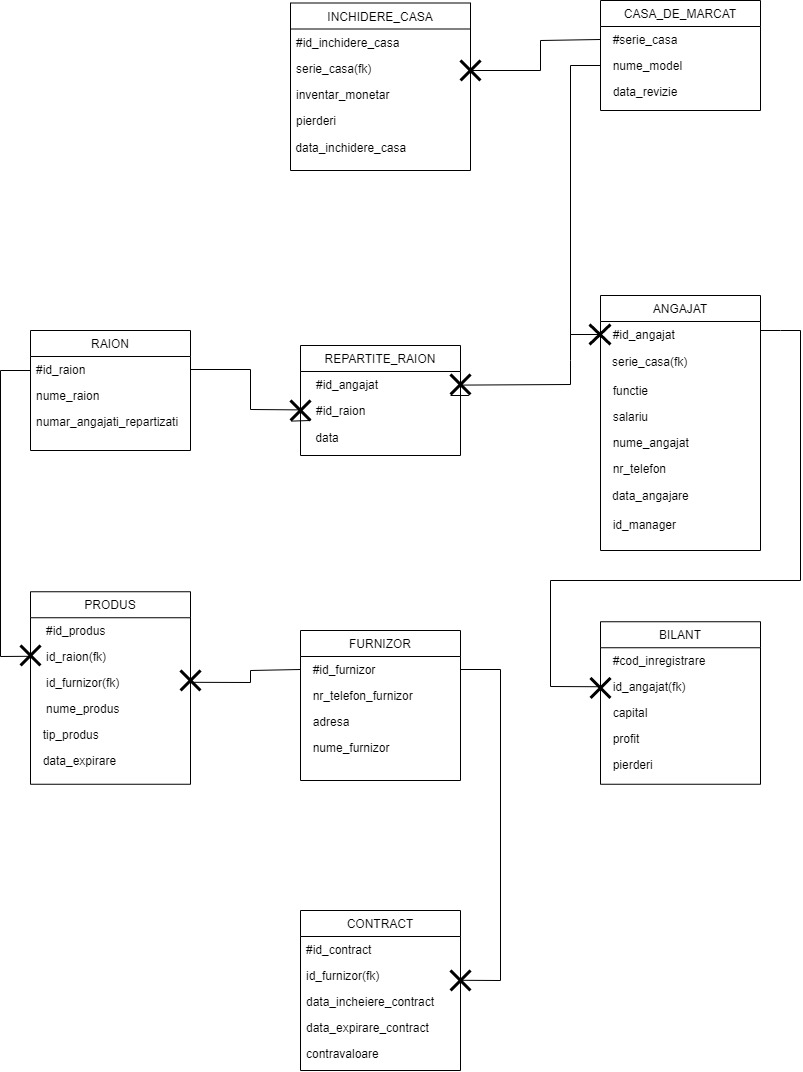 INCHIDERE_CASA
#id_inchidere_casa
serie_casa(fk)
inventar_monetar
pierderi
data_inchidere_casa
CASA_DE_MARCAT
#serie_casa
nume_model
data_revizie
RAION
#id_raion
nume_raion
numar_angajati_repartizati
REPARTITE_RAION
#id_angajat
#id_raion
data
ANGAJAT
#id_angajat
serie_casa(fk)
functie
salariu
nume_angajat
nr_telefon
data_angajare
id_manager
PRODUS
#id_produs
id_raion(fk)
id_furnizor(fk)
nume_produs
tip_produs
data_expirare
FURNIZOR
#id_furnizor
nr_telefon_furnizor
adresa
nume_furnizor
BILANT
#cod_inregistrare
id_angajat(fk)
capital
profit
pierderi
CONTRACT
#id_contract
id_furnizor(fk)
data_incheiere_contract
data_expirare_contract
contravaloare